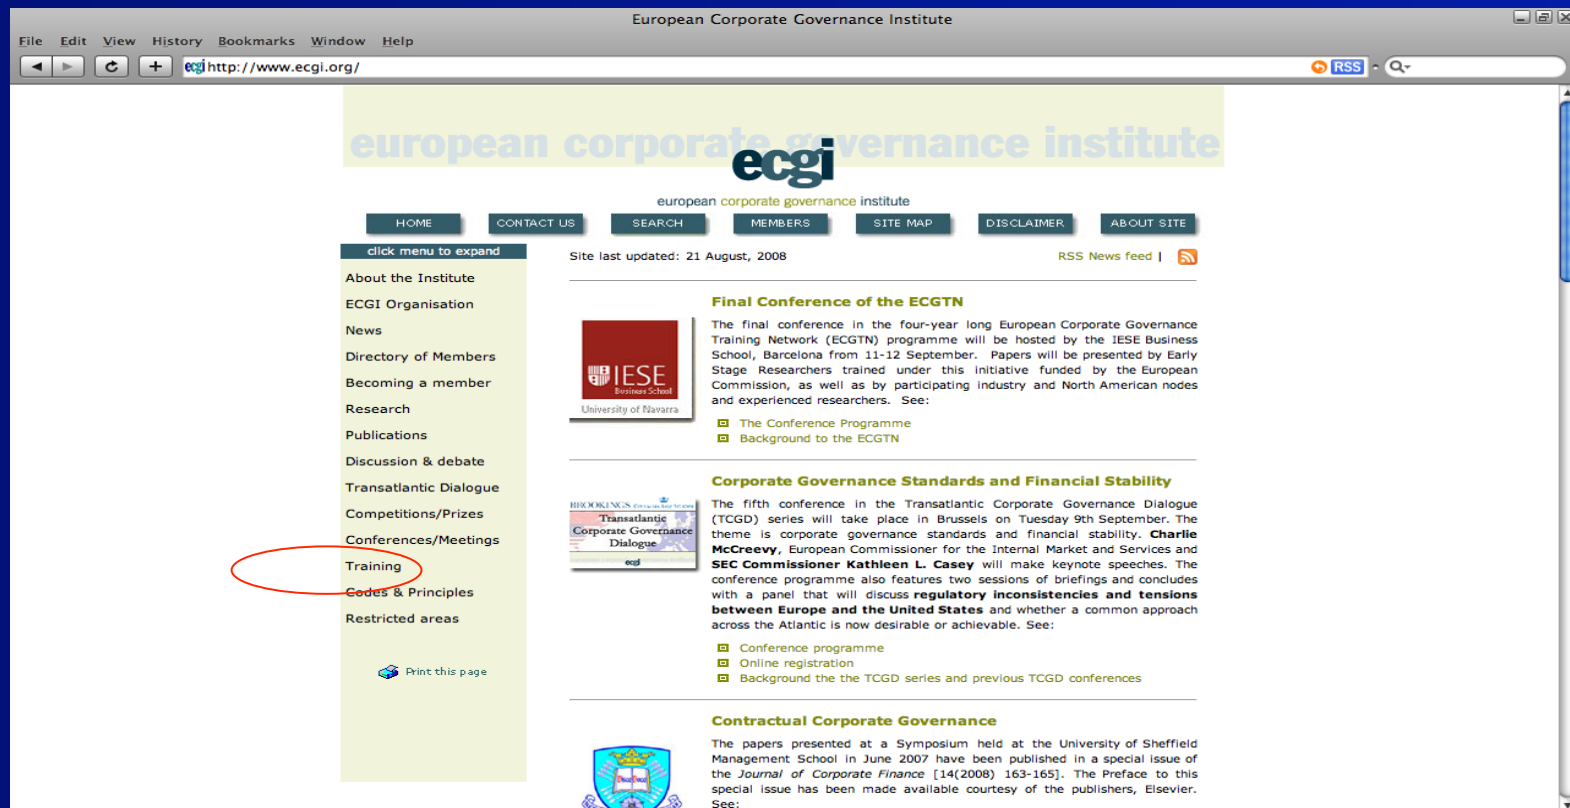 European Corporate Governance Institute
File Edit View History Bookmarks Window Help
ecgi http://www.ecgi.org/
RSS
european corporate governance institute
ecgi
european corporate governance institute
HOME CONTACT US SEARCH MEMBERS SITE MAP DISCLAIMER ABOUT SITE
click menu to expand
About the Institute
ECGI Organisation
News
Directory of Members
Becoming a member
Research
Publications
Discussion & debate
Transatlantic Dialogue
Competitions/Prizes
Conferences/Meetings
Training
Codes & Principles
Restricted areas
Print this page
Site last updated: 21 August, 2008
RSS News feed |
IESE
Business School
University of Navarra
Final Conference of the ECGTN
The final conference in the four-year long European Corporate Governance
Training Network (ECGTN) programme will be hosted by the IESE Business
School, Barcelona from 11-12 September. Papers will be presented by Early
Stage Researchers trained under this initiative funded by the European
Commission, as well as by participating industry and North American nodes
and experienced researchers. See:
The Conference Programme
Background to the ECGTN
BROOKINGS
Transatlantic
Corporate Governance
Dialogue
ecgi
Corporate Governance Standards and Financial Stability
The fifth conference in the Transatlantic Corporate Governance Dialogue
(TCGD) series will take place in Brussels on Tuesday 9th September. The
theme is corporate governance standards and financial stability. Charlie
McCreevy, European Commissioner for the Internal Market and Services and
SEC Commissioner Kathleen L. Casey will make keynote speeches. The
conference programme also features two sessions of briefings and concludes
with a panel that will discuss regulatory inconsistencies and tensions
between Europe and the United States and whether a common approach
across the Atlantic is now desirable or achievable. See:
Conference programme
Online registration
Background the the TCGD series and previous TCGD conferences
Contractual Corporate Governance
The papers presented at a Symposium held at the University of Sheffield
Management School in June 2007 have been published in a special issue of
the Journal of Corporate Finance [14(2008) 163-165]. The Preface to this
special issue has been made available courtesy of the publishers, Elsevier.
See: